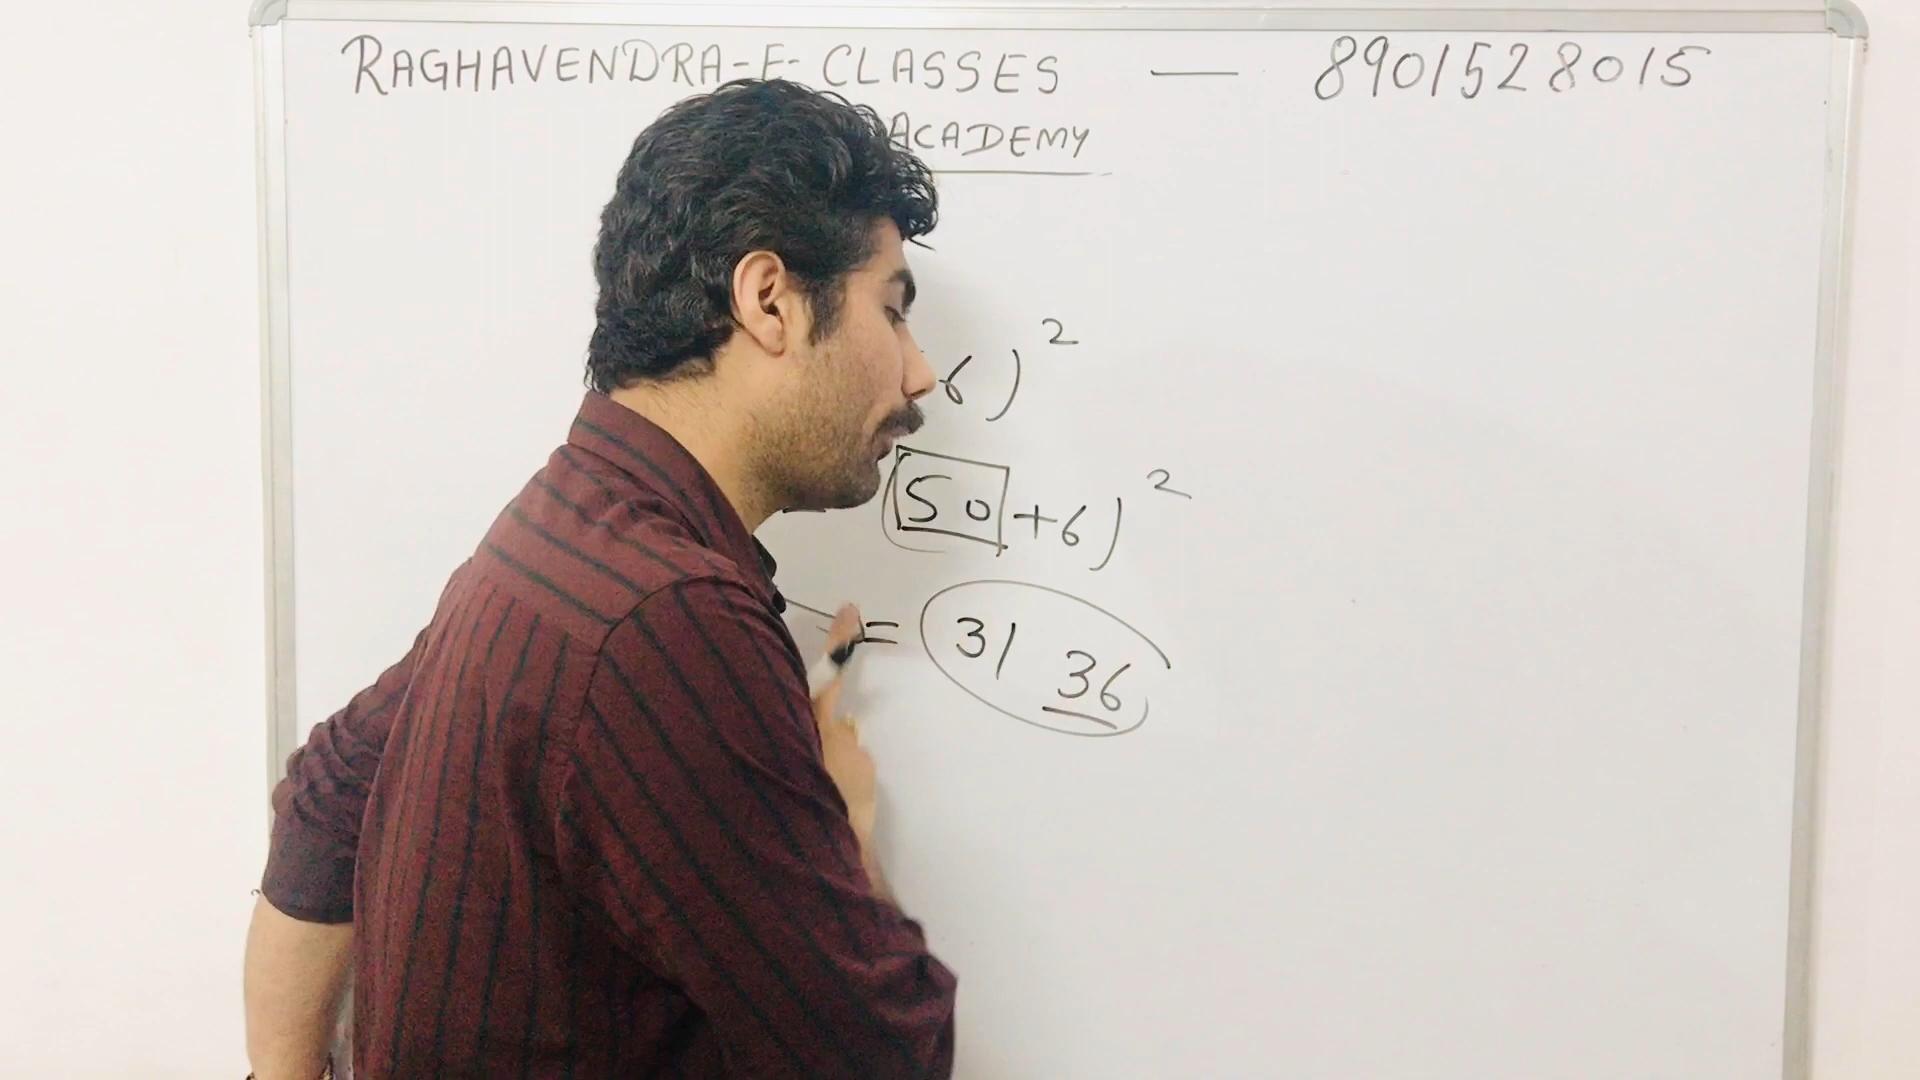 RAGHAVENDRA-E-CLASSES — 8901528015
ACADEMY
6)²
(50+6)²
= 31 36